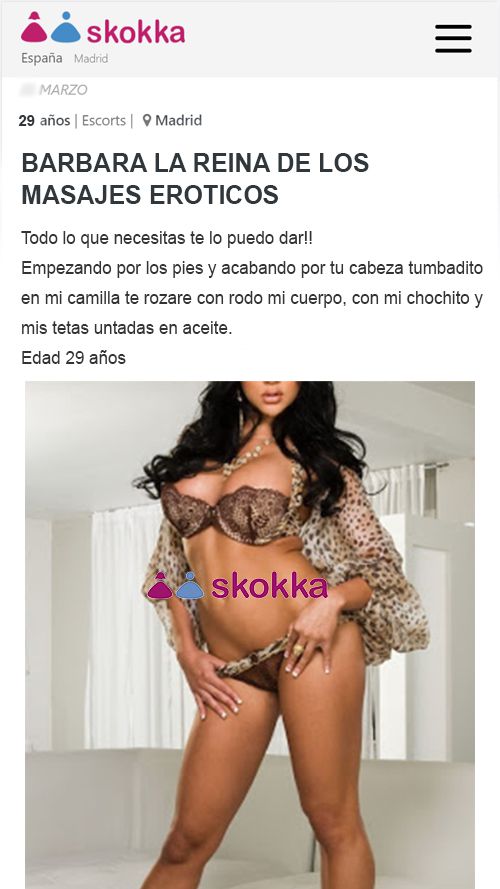 skokka
España Madrid
MARZO
29 años | Escorts | Madrid
BARBARA LA REINA DE LOS
MASAJES EROTICOS
Todo lo que necesitas te lo puedo dar!!
Empezando por los pies y acabando por tu cabeza tumbadito
en mi camilla te rozare con rodo mi cuerpo, con mi chochito y
mis tetas untadas en aceite.
Edad 29 años
skokka